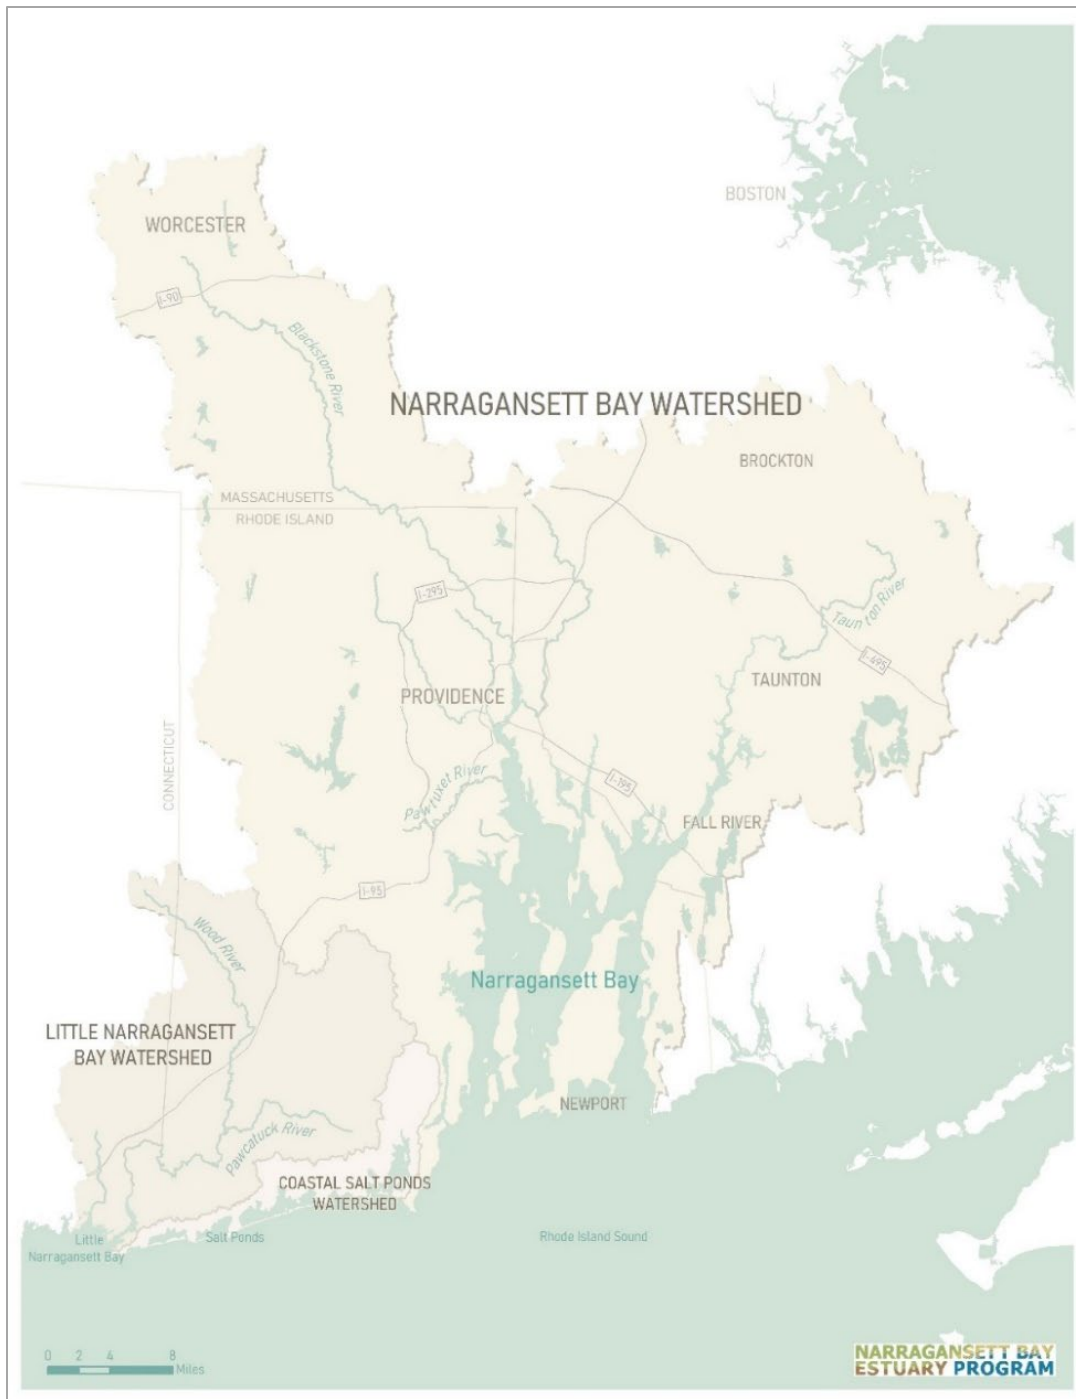 BOSTON
WORCESTER
I-90
Blackstone River
NARRAGANSETT BAY WATERSHED
BROCKTON
MASSACHUSETTS
RHODE ISLAND
I-295
Taunton River
I-495
TAUNTON
PROVIDENCE
CONNECTICUT
Pawtuxet River
I-195
FALL RIVER
I-95
Wood River
Narragansett Bay
LITTLE NARRAGANSETT
BAY WATERSHED
NEWPORT
Pawcatuck River
COASTAL SALT PONDS
WATERSHED
Little
Narragansett Bay
Salt Ponds
Rhode Island Sound
0 2 4 8
Miles
NARRAGANSETT BAY
ESTUARY PROGRAM